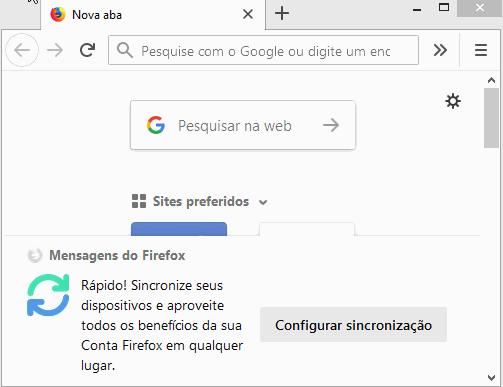 Nova aba
Pesquise com o Google ou digite um enc
Pesquisar na web
Sites preferidos
Mensagens do Firefox
Rápido! Sincronize seus
dispositivos e aproveite
todos os benefícios da sua
Conta Firefox em qualquer
lugar.
Configurar sincronização